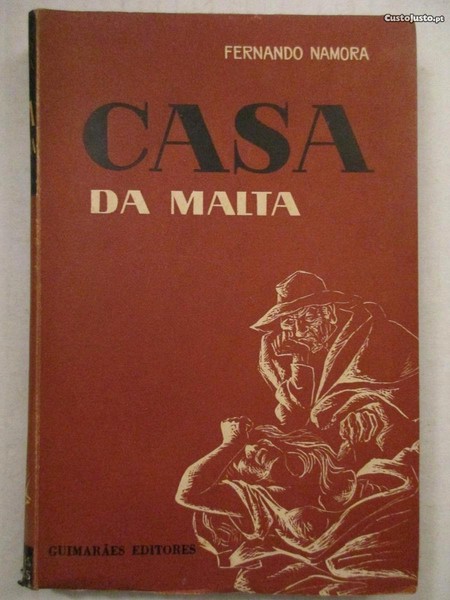 CustoJusto.pt
FERNANDO NAMORA
CASA
DA MALTA
GUIMARÃES EDITORES